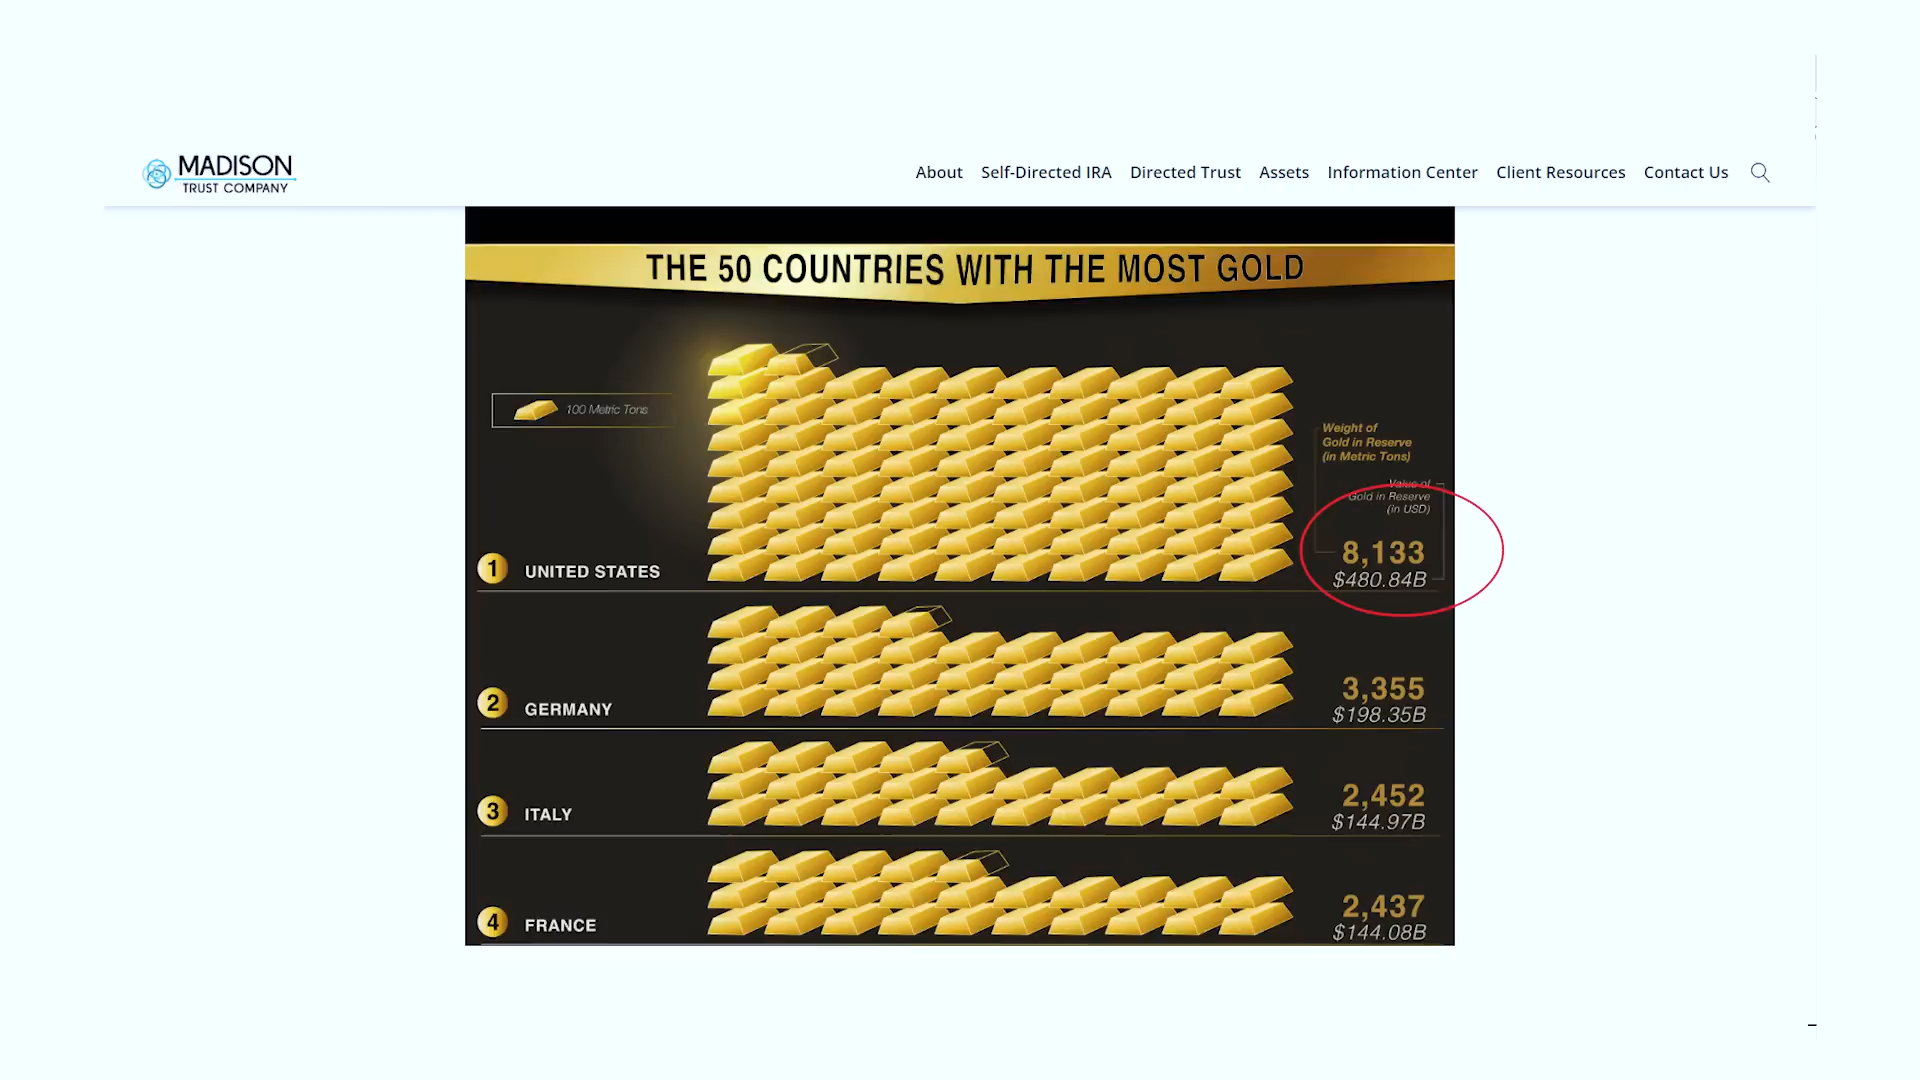 MADISON
TRUST COMPANY
About Self-Directed IRA Directed Trust Assets Information Center Client Resources Contact Us
THE 50 COUNTRIES WITH THE MOST GOLD
100 Metric Tons
Weight of
Gold in Reserve
(in Metric Tons)
Value of
Gold in Reserve
(in USD)
1 UNITED STATES
8,133
$480.84B
2 GERMANY
3,355
$198.35B
3 ITALY
2,452
$144.97B
4 FRANCE
2,437
$144.08B